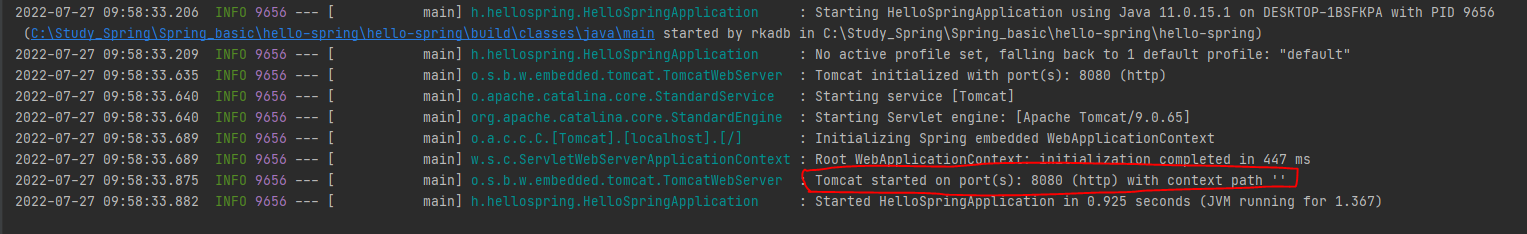 2022-07-27 09:58:33.206  INFO 9656 --- [           main] h.hellospring.HelloSpringApplication     : Starting HelloSpringApplication using Java 11.0.15.1 on DESKTOP-1BSFKPA with PID 9656
(C:\Study_Spring\Spring_basic\hello-spring\hello-spring\build\classes\java\main started by rkadb in C:\Study_Spring\Spring_basic\hello-spring\hello-spring)
2022-07-27 09:58:33.209  INFO 9656 --- [           main] h.hellospring.HelloSpringApplication     : No active profile set, falling back to 1 default profile: "default"
2022-07-27 09:58:33.635  INFO 9656 --- [           main] o.s.b.w.embedded.tomcat.TomcatWebServer  : Tomcat initialized with port(s): 8080 (http)
2022-07-27 09:58:33.640  INFO 9656 --- [           main] o.apache.catalina.core.StandardService   : Starting service [Tomcat]
2022-07-27 09:58:33.640  INFO 9656 --- [           main] org.apache.catalina.core.StandardEngine  : Starting Servlet engine: [Apache Tomcat/9.0.65]
2022-07-27 09:58:33.689  INFO 9656 --- [           main] o.a.c.c.C.[Tomcat].[localhost].[/]       : Initializing Spring embedded WebApplicationContext
2022-07-27 09:58:33.689  INFO 9656 --- [           main] w.s.c.ServletWebServerApplicationContext : Root WebApplicationContext: initialization completed in 447 ms
2022-07-27 09:58:33.875  INFO 9656 --- [           main] o.s.b.w.embedded.tomcat.TomcatWebServer  : Tomcat started on port(s): 8080 (http) with context path ''
2022-07-27 09:58:33.882  INFO 9656 --- [           main] h.hellospring.HelloSpringApplication     : Started HelloSpringApplication in 0.925 seconds (JVM running for 1.367)